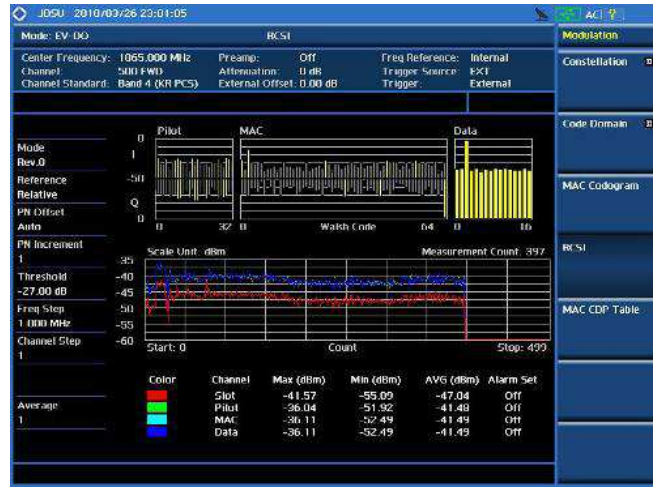 JDSU 2010/03/26 23:01:05
AC
Mode: EV-DO RCSI
Modulation
Center Frequency: 1865.000 MHz Preamp: Off Freq Reference: Internal
Channel: 500 FWD Attenuation: 0 dB Trigger Source: EXT
Channel Standard: Band 4 (KR PCS) External Offset: 0.00 dB Trigger: External
Constellation
Code Domain
MAC Codogram
RCSI
MAC CDP Table
Mode
Rev.0
Reference
Relative
PN Offset
Auto
PN Increment
1
Threshold
-27.00 dB
Freq Step
1.000 MHz
Channel Step
1
Average
1
Pilot MAC Data
0
I
-50
Q
0
0 32 0 Walsh Code 64 0 16
Scale Unit: dBm Measurement Count: 397
-35
-40
-45
-50
-55
-60
Start: 0 Count Stop: 499
Color Channel Max (dBm) Min (dBm) AVG (dBm) Alarm Set
Slot -41.57 -55.09 -47.04 Off
Pilot -36.04 -51.92 -41.48 Off
MAC -36.11 -52.49 -41.49 Off
Data -36.11 -52.49 -41.49 Off